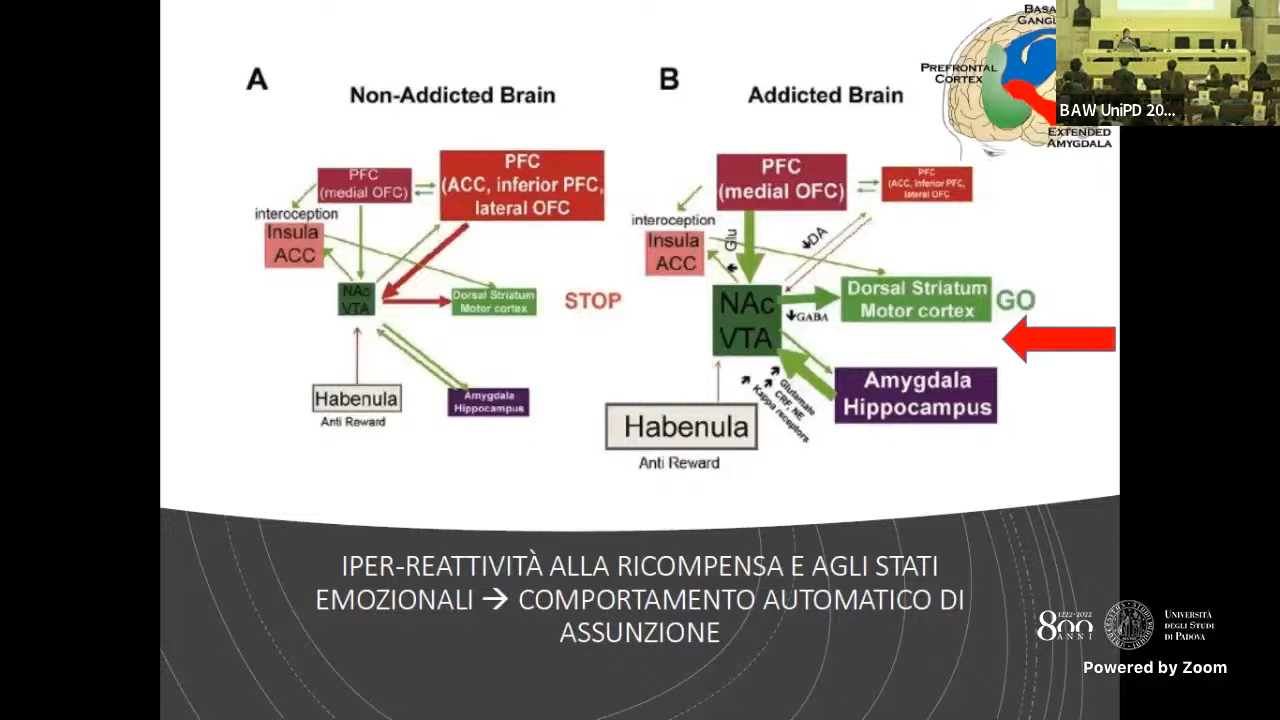 A
Non-Addicted Brain
PFC
(medial OFC)
PFC
(ACC, inferior PFC,
lateral OFC
interoception
Insula
ACC
NAc
VTA
Dorsal Striatum
Motor cortex
STOP
Habenula
Anti Reward
Amygdala
Hippocampus
B
Addicted Brain
PFC
(medial OFC)
PFC
(ACC, inferior PFC,
lateral OFC
interoception
Insula
ACC
Glu
DA
NAc
VTA
GABA
Dorsal Striatum
Motor cortex
GO
Amygdala
Hippocampus
Glutamate
CRF, NE
Kappa receptors
Habenula
Anti Reward
BASA
GANGL
PREFRONTAL
CORTEX
EXTENDED
AMYGDALA
BAW UniPD 20...
IPER-REATTIVITÀ ALLA RICOMPENSA E AGLI STATI
EMOZIONALI → COMPORTAMENTO AUTOMATICO DI
ASSUNZIONE
1222·2022
800
ANNI
UNIVERSITÀ
DEGLI STUDI
DI PADOVA
Powered by Zoom